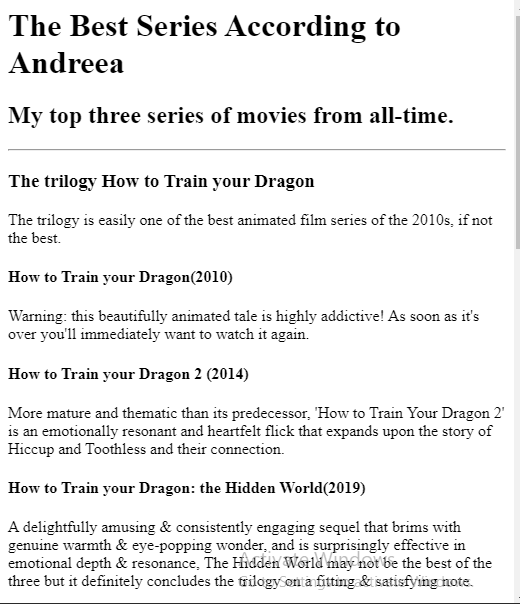 The Best Series According to
Andreea
My top three series of movies from all-time.
The trilogy How to Train your Dragon
The trilogy is easily one of the best animated film series of the 2010s, if not
the best.
How to Train your Dragon(2010)
Warning: this beautifully animated tale is highly addictive! As soon as it's
over you'll immediately want to watch it again.
How to Train your Dragon 2 (2014)
More mature and thematic than its predecessor, 'How to Train Your Dragon 2'
is an emotionally resonant and heartfelt flick that expands upon the story of
Hiccup and Toothless and their connection.
How to Train your Dragon: the Hidden World(2019)
A delightfully amusing & consistently engaging sequel that brims with
genuine warmth & eye-popping wonder, and is surprisingly effective in
emotional depth & resonance, The Hidden World may not be the best of the
three but it definitely concludes the trilogy on a fitting & satisfying note.
Activate Windows